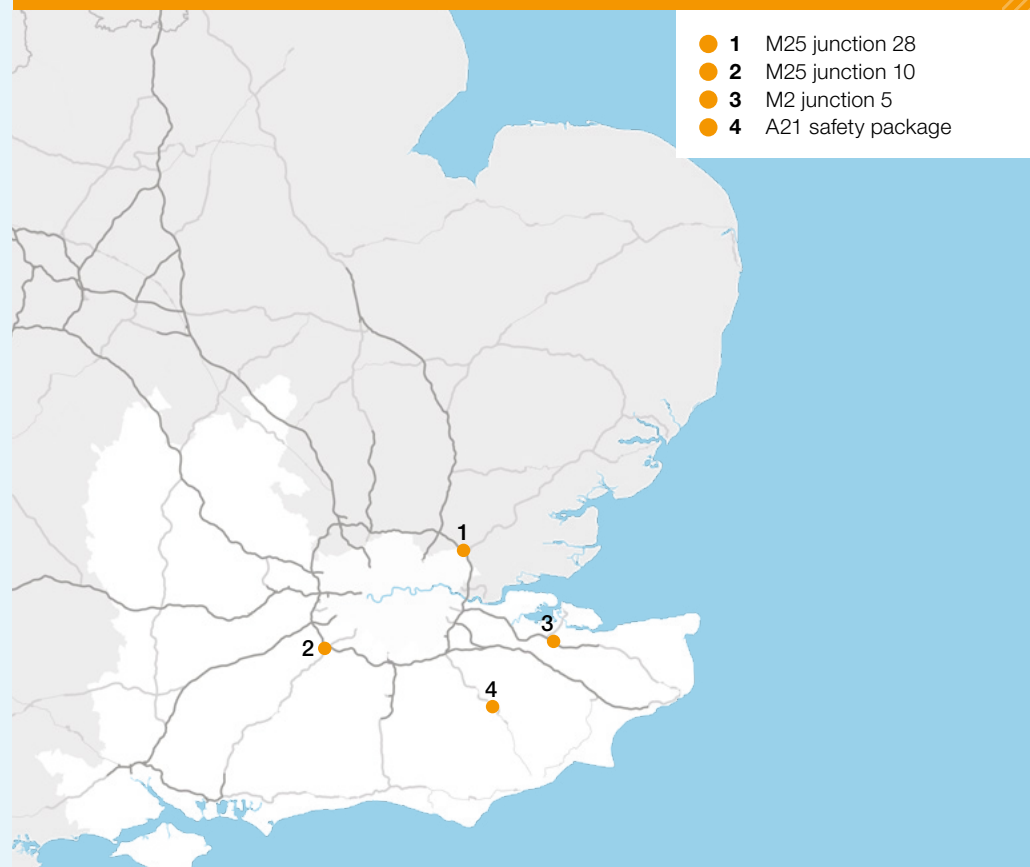 1 M25 junction 28
2 M25 junction 10
3 M2 junction 5
4 A21 safety package
1
3
2
4